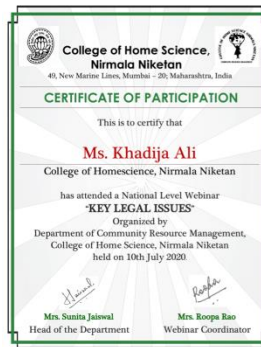 College of Home Science,
Nirmala Niketan
49, New Marine Lines, Mumbai – 20; Maharashtra, India
CERTIFICATE OF PARTICIPATION
This is to certify that
Ms. Khadija Ali
College of Homescience, Nirmala Niketan
has attended a National Level Webinar
"KEY LEGAL ISSUES"
Organized by
Department of Community Resource Management,
College of Home Science, Nirmala Niketan
held on 10th July 2020
Mrs. Sunita Jaiswal
Head of the Department
Mrs. Roopa Rao
Webinar Coordinator